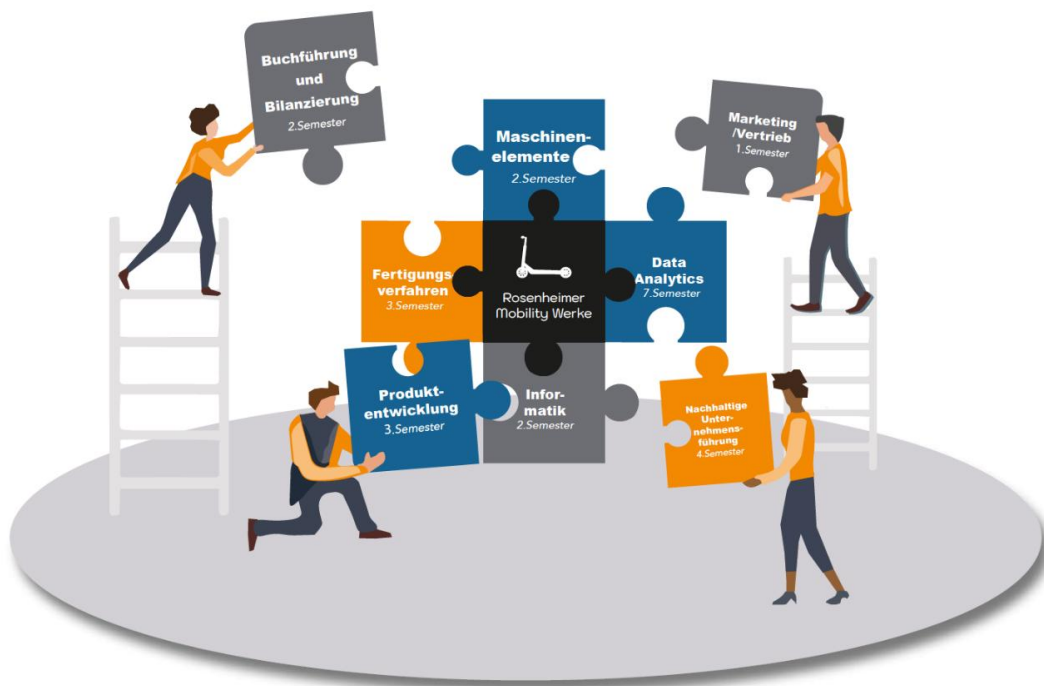 Buchführung
und
Bilanzierung
2.Semester
Marketing
/Vertrieb
1.Semester
Maschinen-
elemente
2.Semester
Fertigungs
verfahren
3.Semester
Rosenheimer
Mobility Werke
Data
Analytics
7.Semester
Produkt-
entwicklung
3.Semester
Infor-
matik
2.Semester
Nachhaltige
Unter-
nehmens-
führung
4.Semester